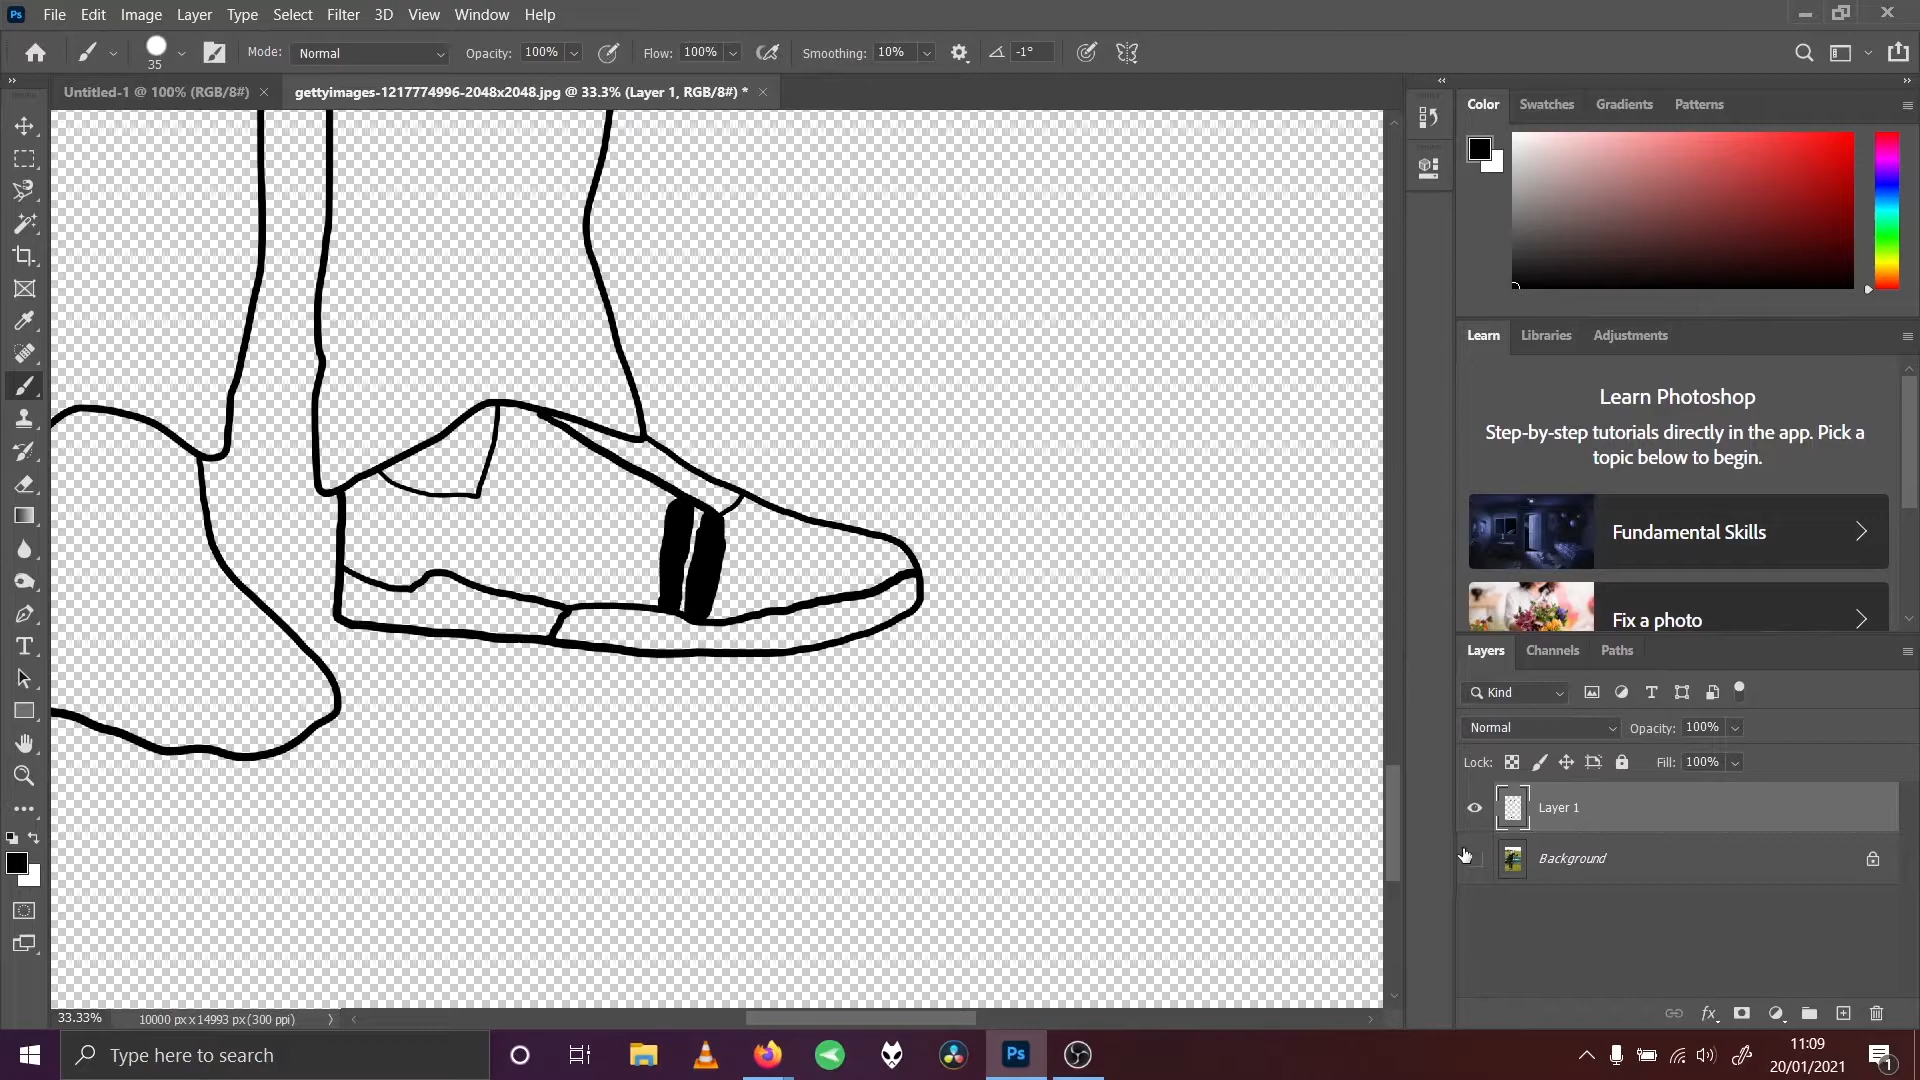 Ps File Edit Image Layer Type Select Filter 3D View Window Help
35 Mode: Normal Opacity: 100% Flow: 100% Smoothing: 10% -1°
Untitled-1 @ 100% (RGB/8#) gettyimages-1217774996-2048x2048.jpg @ 33.3% (Layer 1, RGB/8#) *
Color Swatches Gradients Patterns
Learn Libraries Adjustments
Learn Photoshop
Step-by-step tutorials directly in the app. Pick a
topic below to begin.
Fundamental Skills
Fix a photo
Layers Channels Paths
Kind
Normal Opacity: 100%
Lock: Fill: 100%
Layer 1
Background
fx
33.33% 10000 px x 14993 px (300 ppi)
Type here to search
Ps
11:09
20/01/2021
1